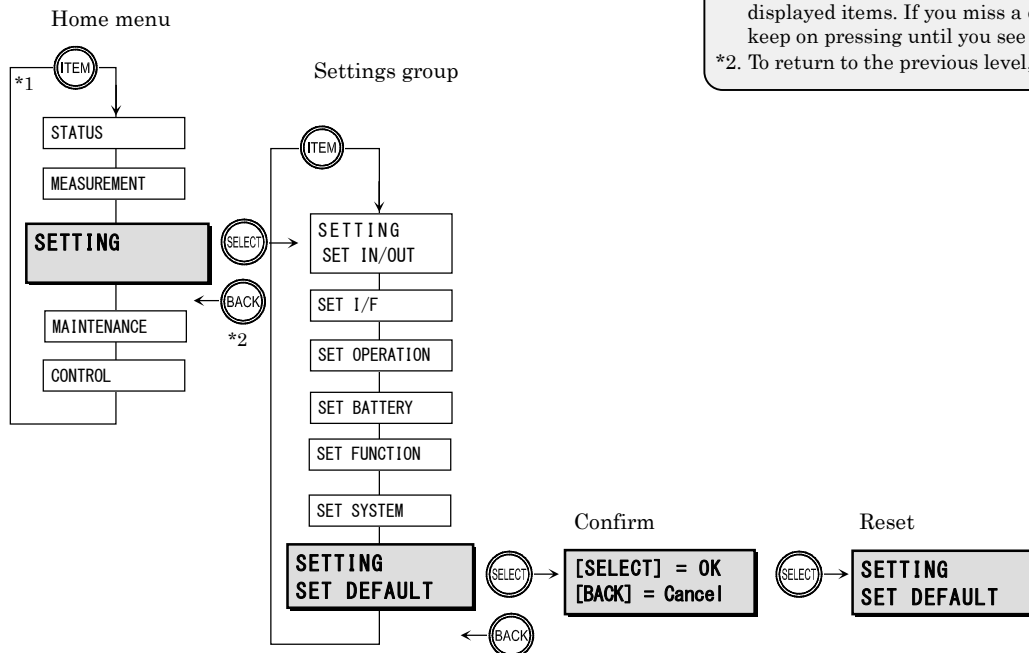 Home menu
displayed items. If you miss a
keep on pressing until you see
*2. To return to the previous level,
ITEM
*1
Settings group
STATUS
ITEM
MEASUREMENT
SETTING
SELECT
SETTING
SET IN/OUT
BACK
*2
SET I/F
MAINTENANCE
SET OPERATION
CONTROL
SET BATTERY
SET FUNCTION
SET SYSTEM
Confirm
Reset
SETTING
SET DEFAULT
SELECT
[SELECT] = OK
[BACK] = Cancel
SELECT
SETTING
SET DEFAULT
BACK